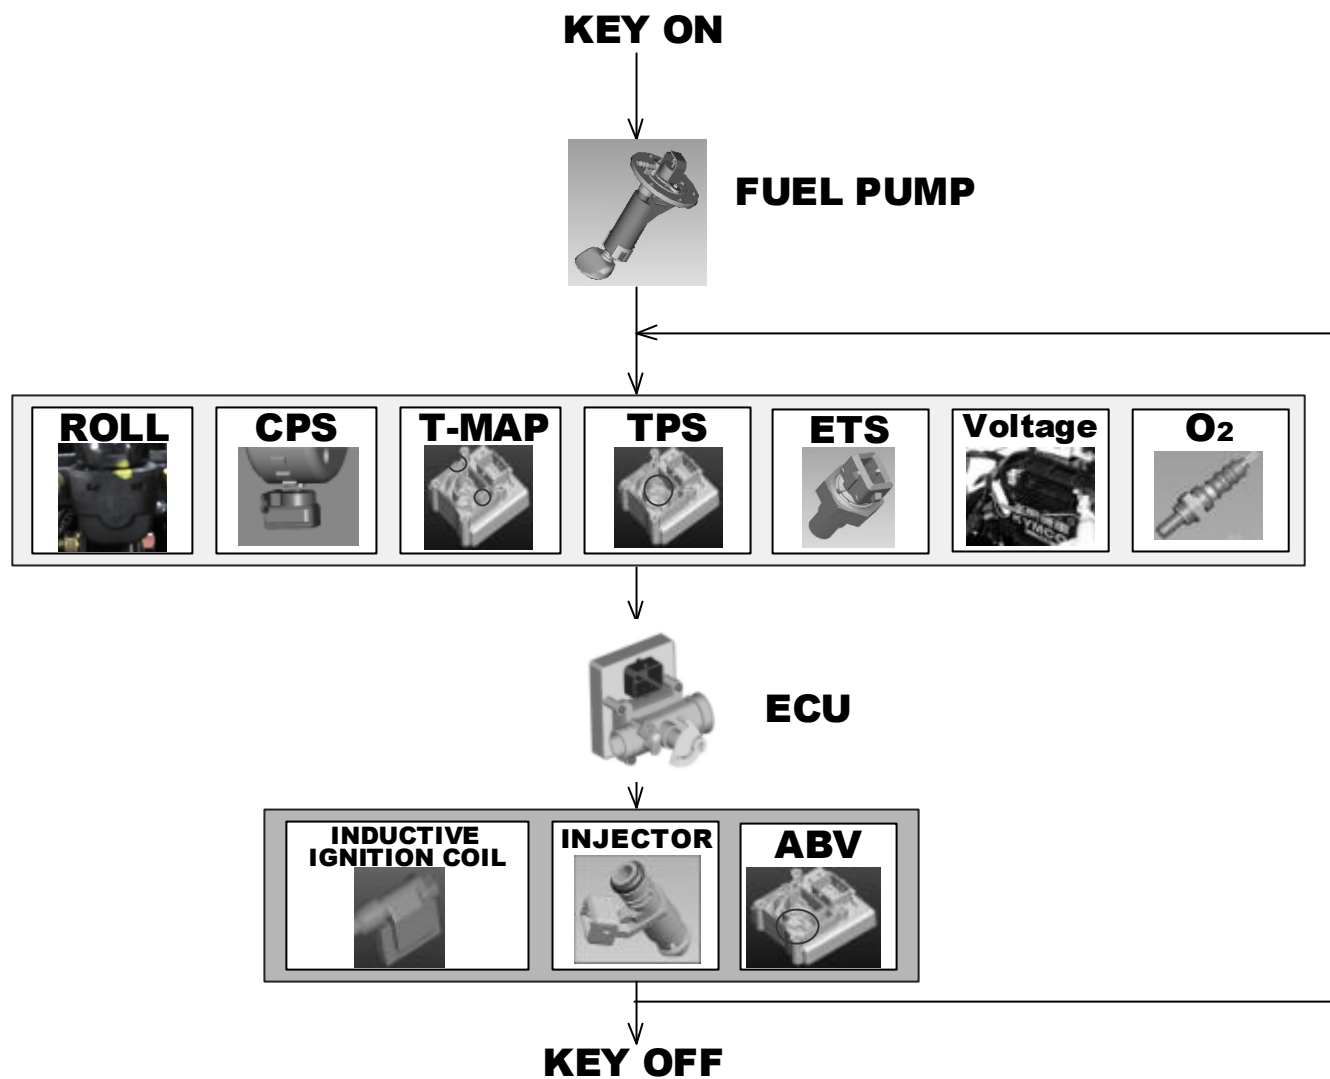 KEY ON
FUEL PUMP
ROLL
CPS
T-MAP
TPS
ETS
Voltage
O2
KYMCO
ECU
INDUCTIVE
IGNITION COIL
INJECTOR
ABV
KEY OFF